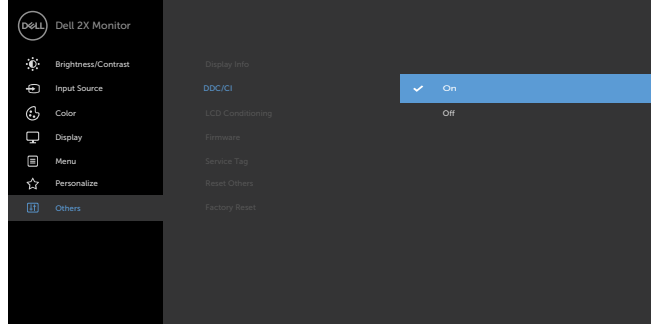 DELL
Dell 2X Monitor
Brightness/Contrast
Input Source
Color
Display
Menu
Personalize
Others
Display Info
DDC/CI
LCD Conditioning
Firmware
Service Tag
Reset Others
Factory Reset
On
Off